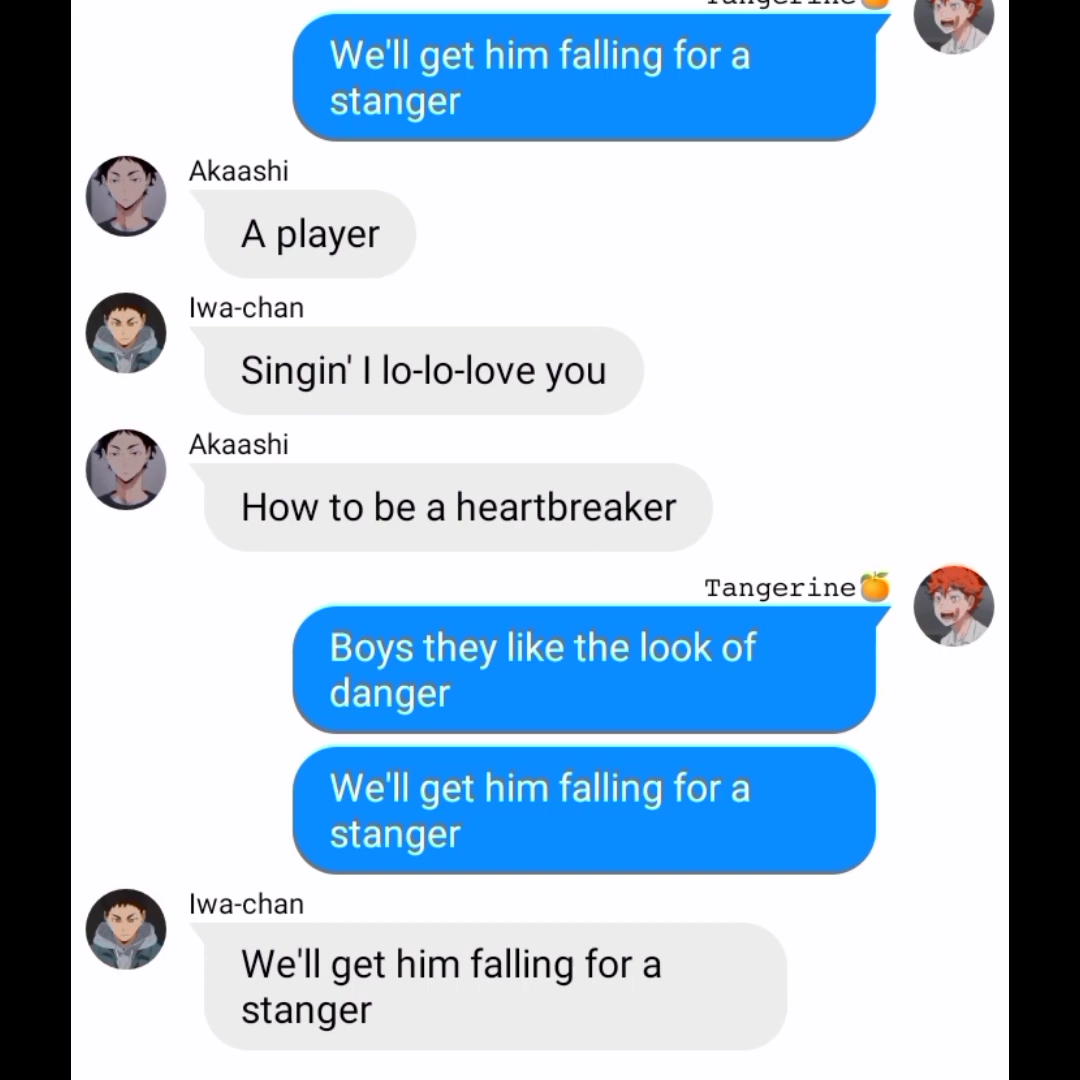 Tangerine🍊
We'll get him falling for a
stanger
Akaashi
A player
Iwa-chan
Singin' I lo-lo-love you
Akaashi
How to be a heartbreaker
Tangerine🍊
Boys they like the look of
danger
We'll get him falling for a
stanger
Iwa-chan
We'll get him falling for a
stanger